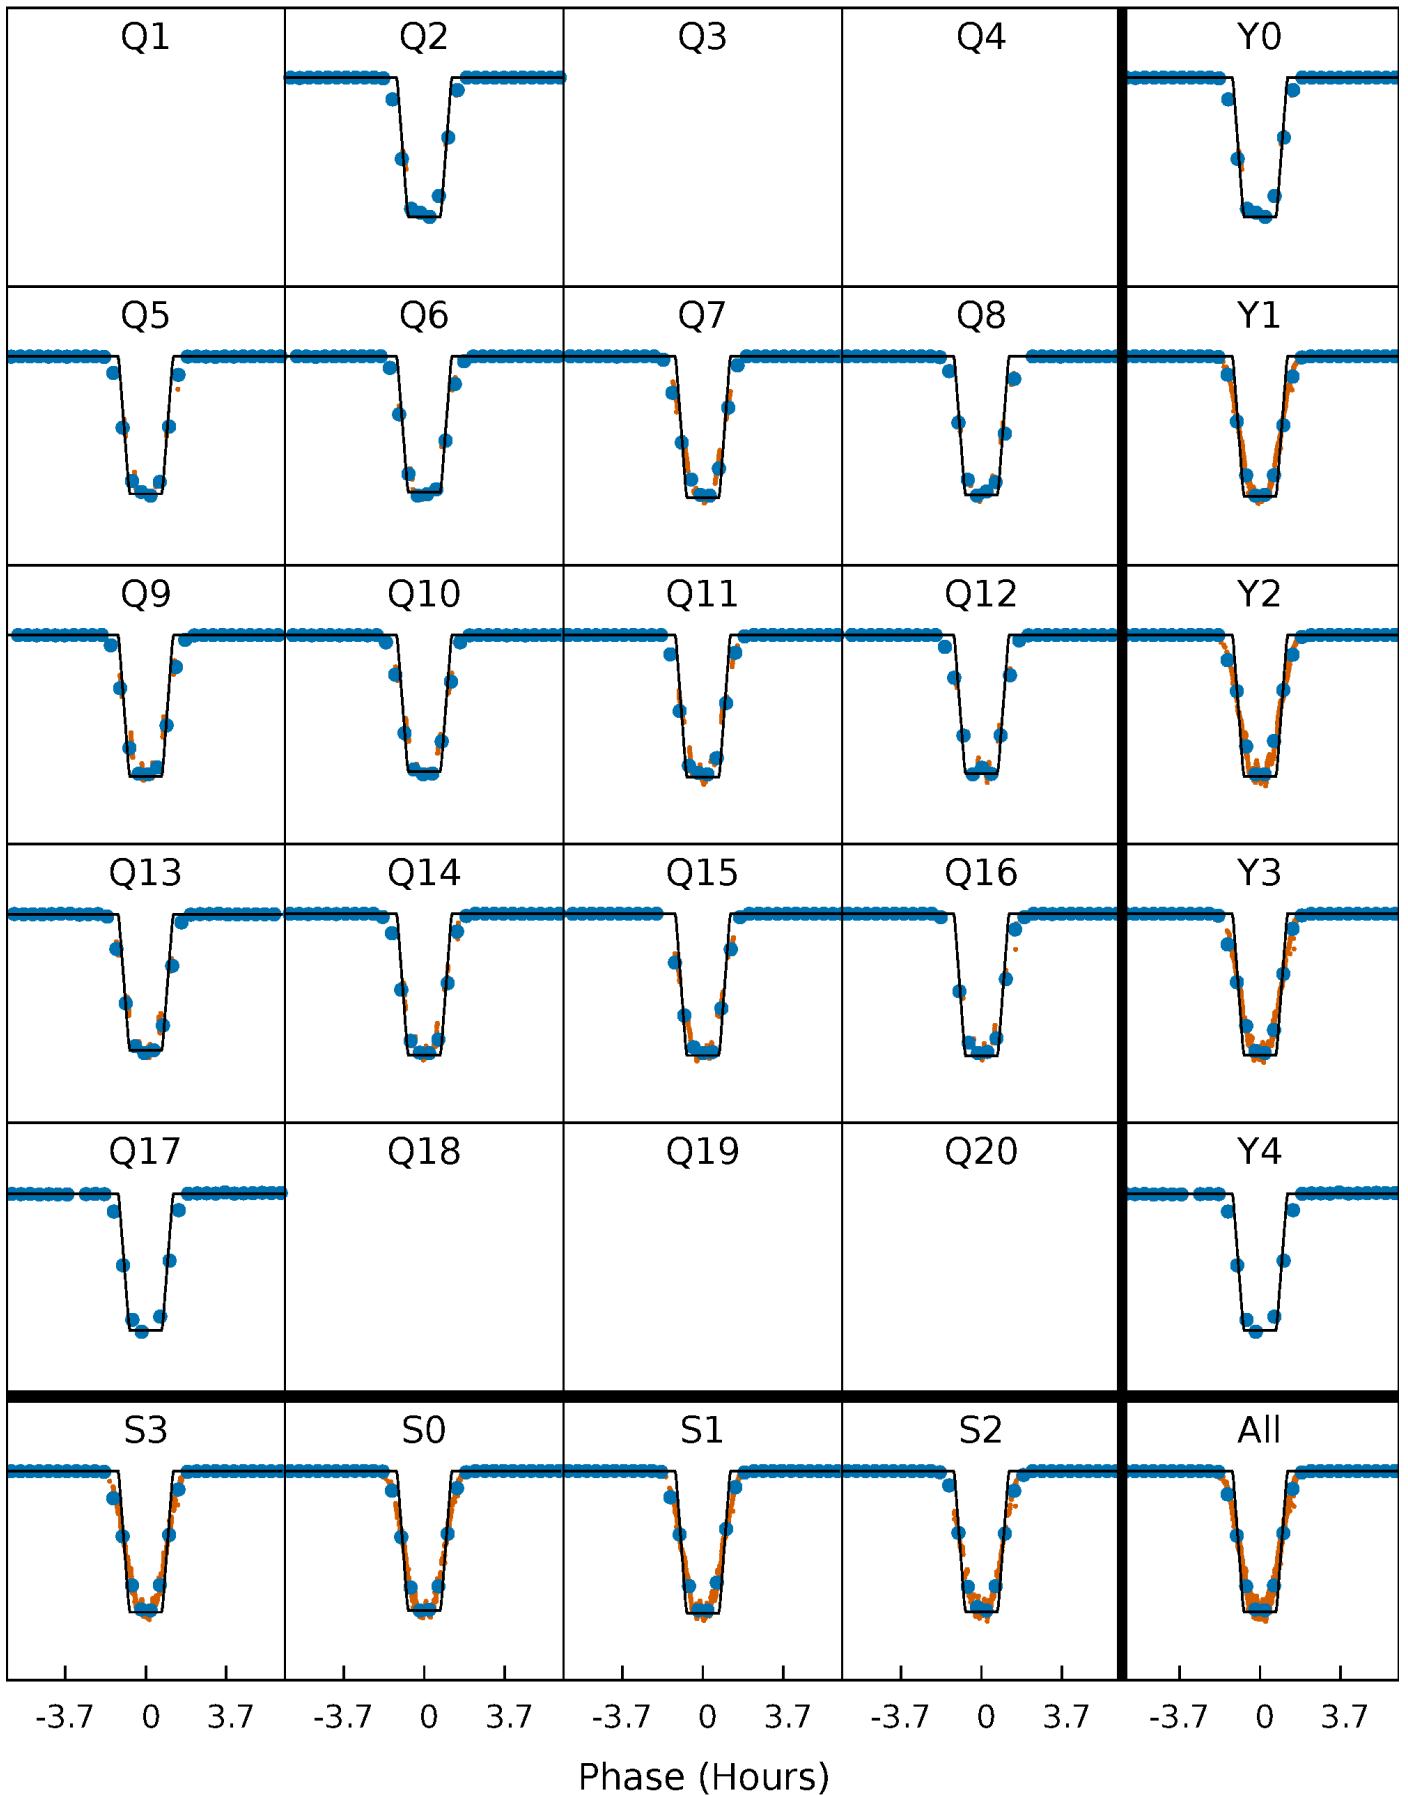 Q1 Q2 Q3 Q4 Y0
Q5 Q6 Q7 Q8 Y1
Q9 Q10 Q11 Q12 Y2
Q13 Q14 Q15 Q16 Y3
Q17 Q18 Q19 Q20 Y4
S3 S0 S1 S2 All
-3.7 0 3.7 -3.7 0 3.7 -3.7 0 3.7 -3.7 0 3.7 -3.7 0 3.7
Phase (Hours)